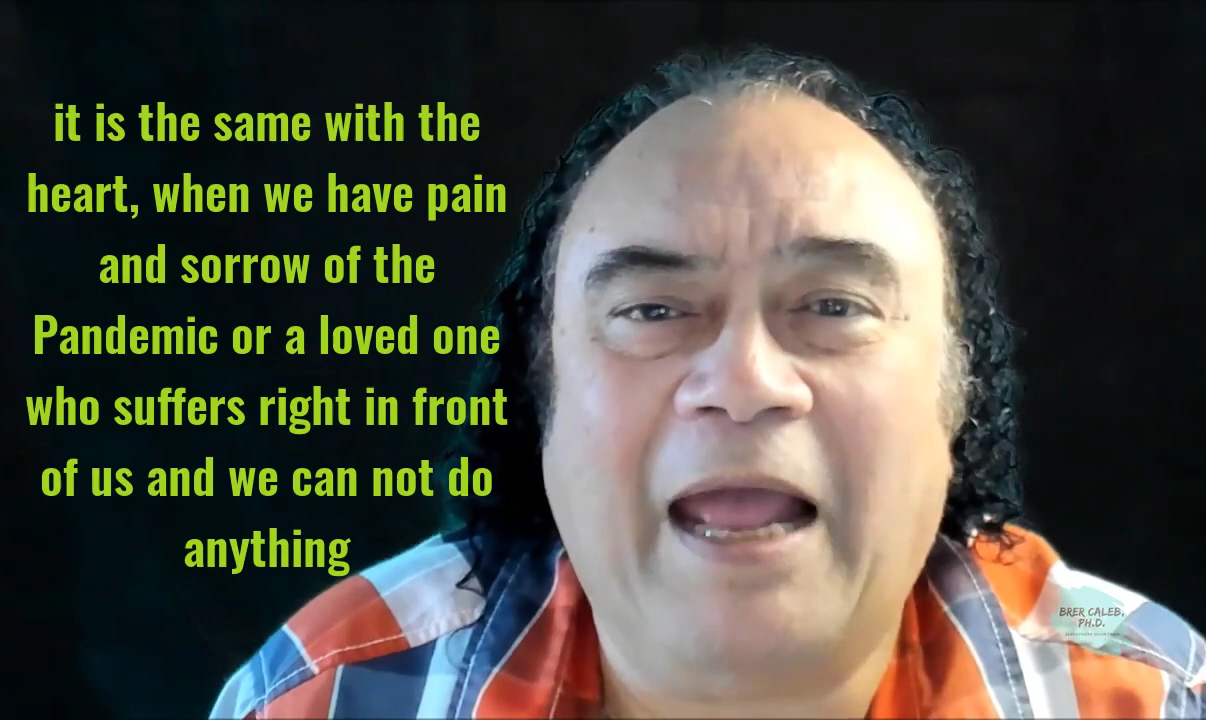 it is the same with the
heart, when we have pain
and sorrow of the
Pandemic or a loved one
who suffers right in front
of us and we can not do
anything
BRER CALEB,
PH.D.